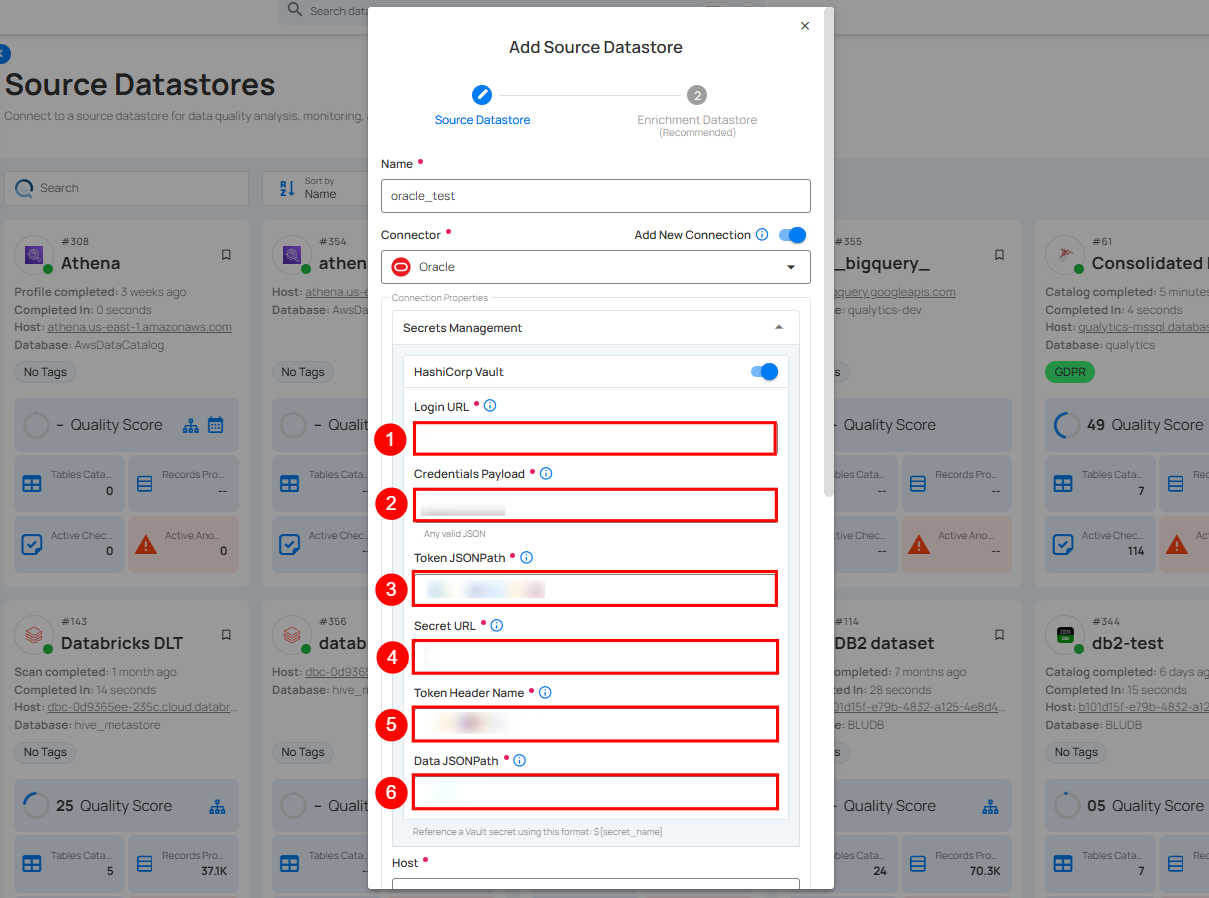 Search data
Add Source Datastore
2
Source Datastore
Enrichment Datastore
(Recommended)
Source Datastores
Connect to a source datastore for data quality analysis, monitoring,
Search
Sort by
Name
Name •
oracle_test
Connector •
Add New Connection
Oracle
Connection Properties
Secrets Management
HashiCorp Vault
Login URL •
1
Credentials Payload •
2
Any valid JSON
Token JSONPath •
3
Secret URL •
4
Token Header Name •
5
Data JSONPath •
6
Reference a Vault secret using this format: ${secret_name}
Host •
#308
Athena
Profile completed: 3 weeks ago
Completed In: 0 seconds
Host: athena.us-east-1.amazonaws.com
Database: AwsDataCatalog
No Tags
– Quality Score
Tables Cata...
0
Records Pro...
--
Active Chec...
0
Active Ano...
0
#354
athen
Host: athena.us-e
Database: AwsDa
No Tags
– Quali
Tables Cata
Active Chec
#355
_bigquery_
gquery.googleapis.com
: qualytics-dev
Quality Score
les Cata...
--
Records Pro...
--
ive Chec...
--
Active Ano...
--
#61
Consolidated
Catalog completed: 5 minutes
Completed In: 4 seconds
Host: qualytics-mssql.databas
Database: qualytics
GDPR
49 Quality Score
Tables Cata...
7
Records
Active Chec...
114
#143
Databricks DLT
Scan completed: 1 month ago
Completed In: 14 seconds
Host: dbc-0d9365ee-235c.cloud.databr...
Database: hive_metastore
No Tags
25 Quality Score
Tables Cata...
5
Records Pro...
37.1K
#356
datab
Host: dbc-0d9365
Database: hive_m
No Tags
– Quali
Tables Cata
#114
DB2 dataset
completed: 7 months ago
ed In: 28 seconds
b101d15f-e79b-4832-a125-4e8d4...
e: BLUDB
Quality Score
les Cata...
24
Records Pro...
70.3K
#344
db2-test
Catalog completed: 6 days ag
Completed In: 15 seconds
Host: b101d15f-e79b-4832-a12
Database: BLUDB
No Tags
05 Quality Score
Tables Cata...
7
Records